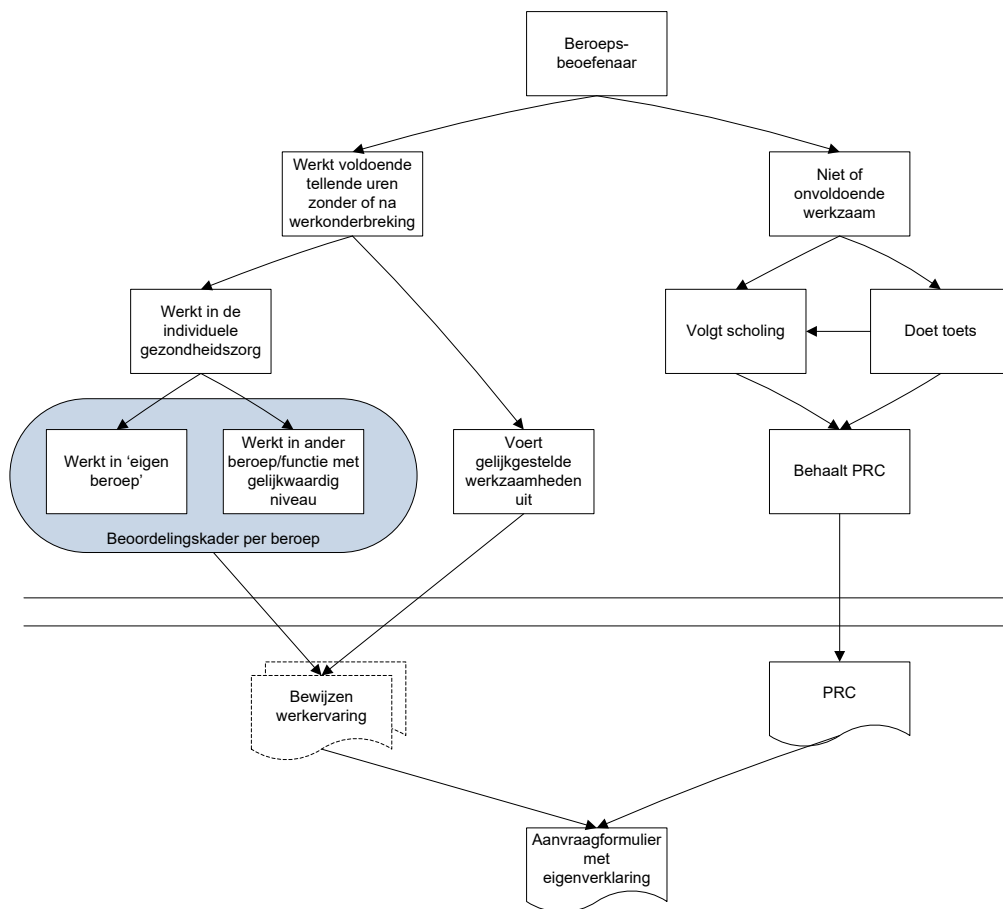 Beroeps-
beoefenaar
Werkt voldoende
tellende uren
zonder of na
werkonderbreking
Niet of
onvoldoende
werkzaam
Werkt in de
individuele
gezondheidszorg
Volgt scholing
Doet toets
Werkt in ‘eigen
beroep’
Werkt in ander
beroep/functie met
gelijkwaardig
niveau
Voert
gelijkgestelde
werkzaamheden
uit
Behaalt PRC
Beoordelingskader per beroep
Bewijzen
werkervaring
PRC
Aanvraagformulier
met
eigenverklaring